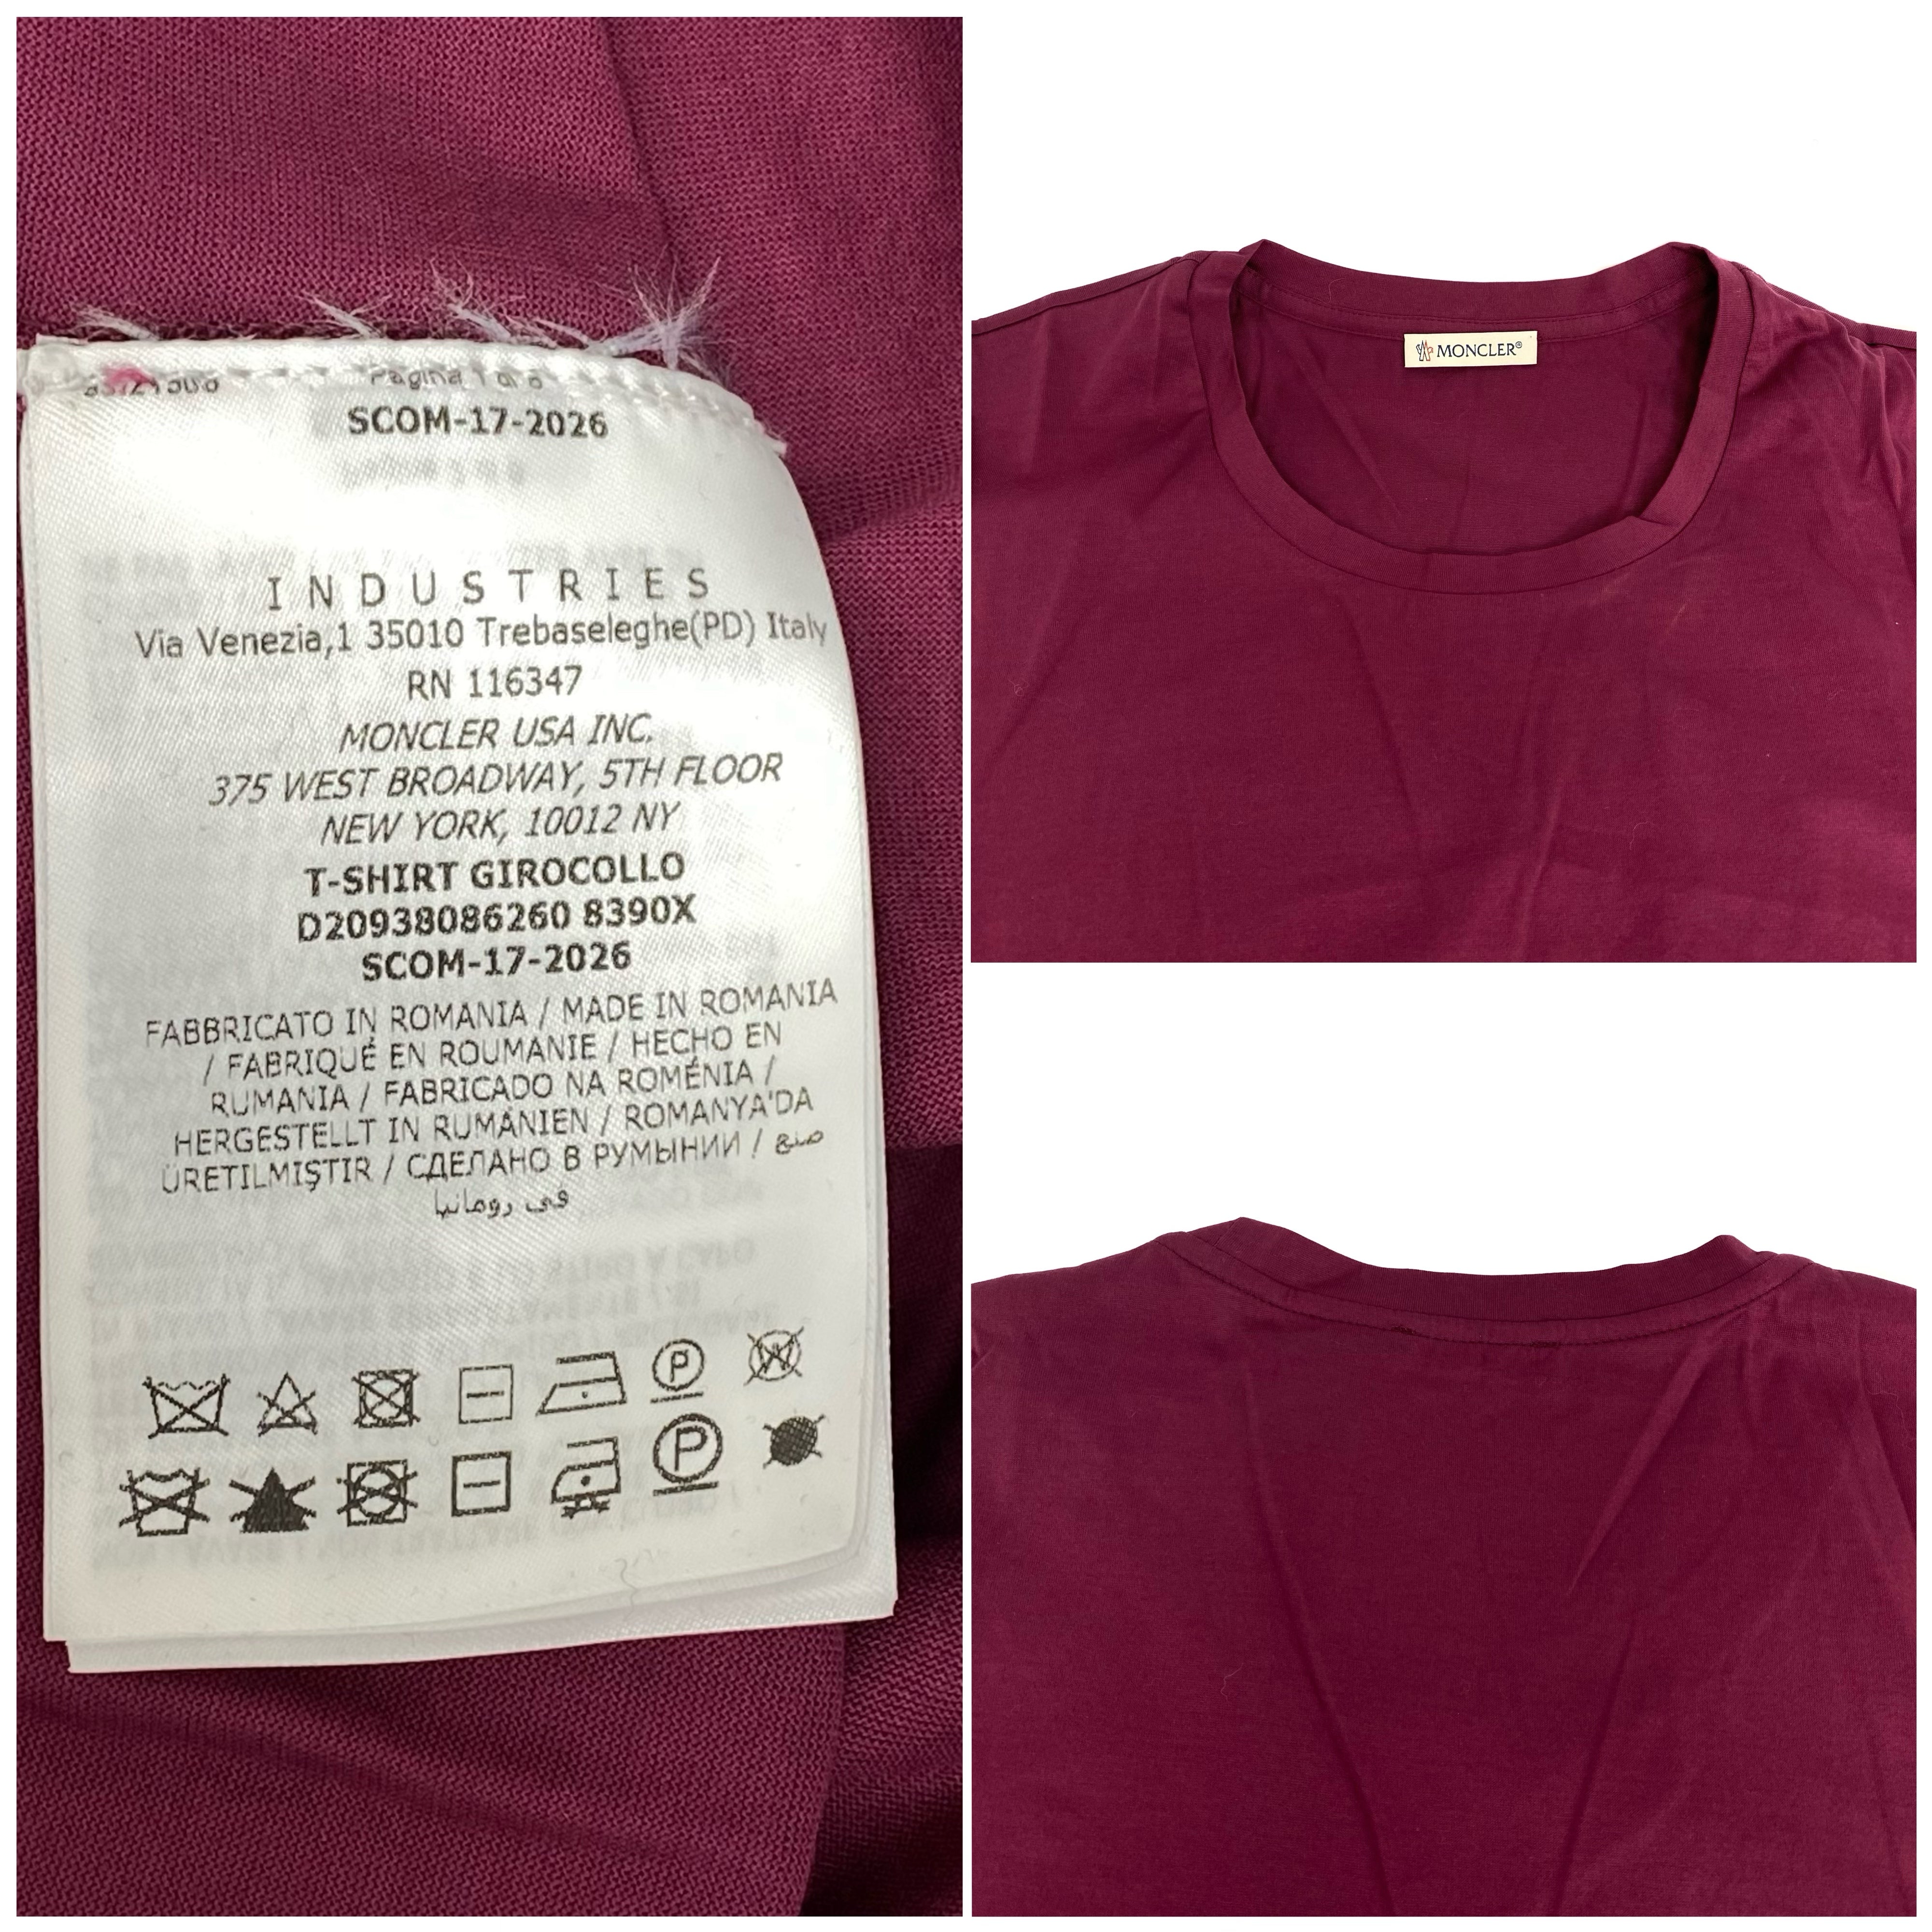 SCOM-17-2026
INDUSTRIES
Via Venezia,1 35010 Trebaseleghe(PD) Italy
RN 116347
MONCLER USA INC.
375 WEST BROADWAY, 5TH FLOOR
NEW YORK, 10012 NY
T-SHIRT GIROCOLLO
D20938086260 8390X
SCOM-17-2026
FABBRICATO IN ROMANIA / MADE IN ROMANIA
/ FABRIQUÉ EN ROUMANIE / HECHO EN
RUMANIA / FABRICADO NA ROMÉNIA /
HERGESTELLT IN RUMÄNIEN / ROMANYA'DA
ÜRETILMIŞTIR / СДЕЛАНО В РУМЫНИИ / صنع
في رومانيا
P
W
P
MONCLER®